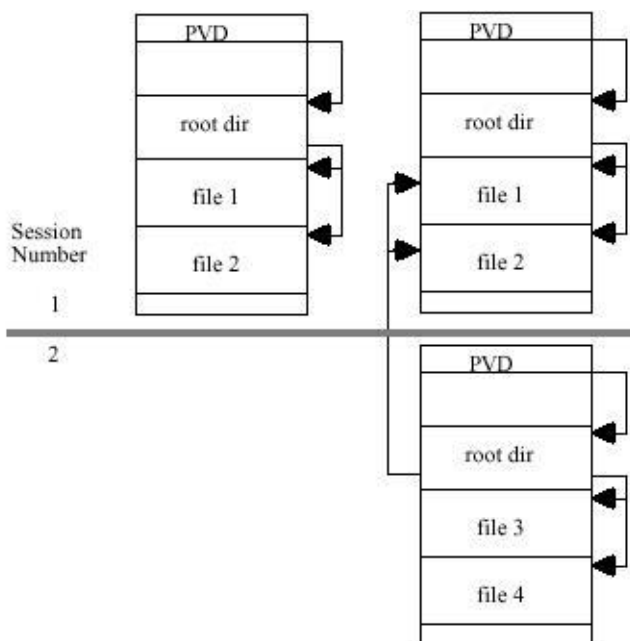 PVD
root dir
file 1
file 2
PVD
root dir
file 1
file 2
Session
Number
1
2
PVD
root dir
file 3
file 4